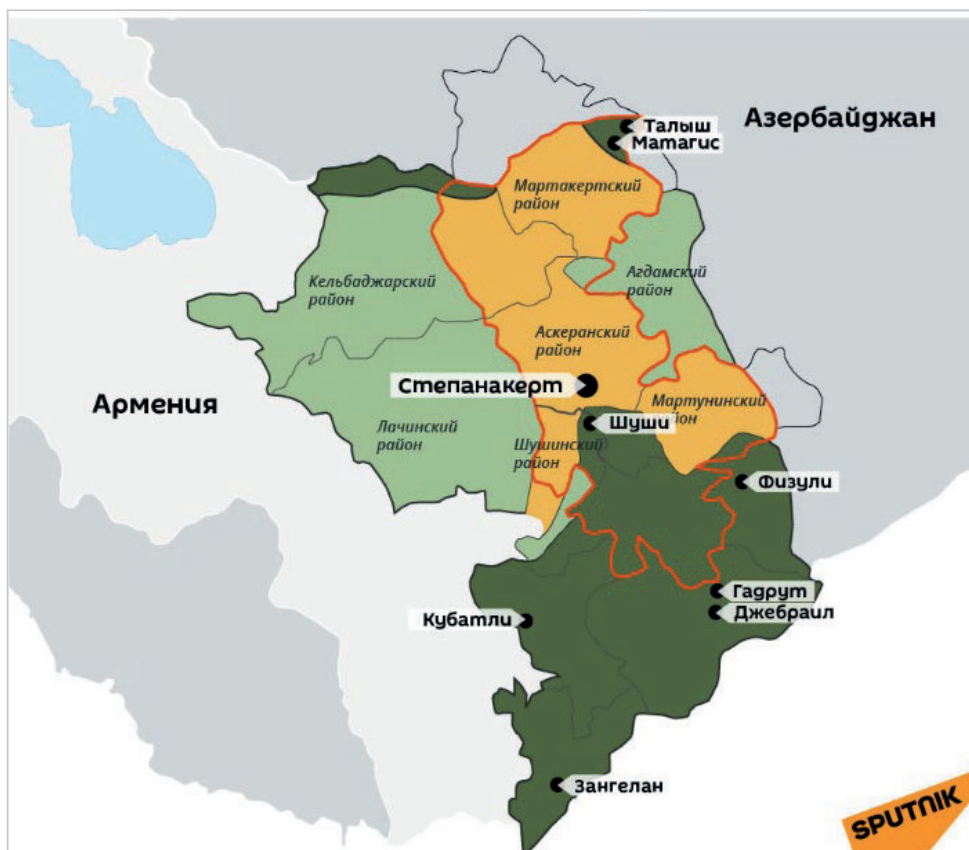 Азербайджан
Талыш
Матагис
Мартакертский
район
Кельбаджарский
район
Агдамский
район
Аскеранский
район
Степанакерт
Армения
Мартунинский
район
Лачинский
район
Шушинский
район
Шуши
Физули
Гадрут
Джебраил
Кубатли
Зангелан
SPUTNIK